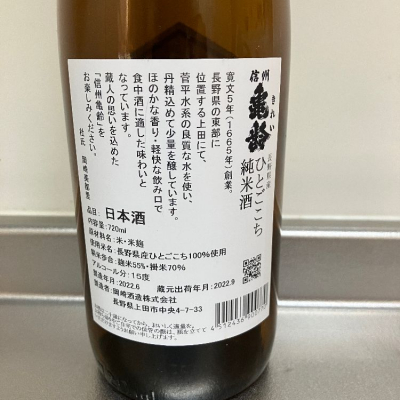 信州
亀齢
きれい
長野県産
ひとごこち
純米酒
寛文5年(1665年)創業。
長野県の東部に
位置する上田にて、
菅平水系の良質な水を使い、
丹精込めて少量を醸しています。
ほのかな香り・軽快な飲み口で
食中酒に適した味わいと
なっています。
蔵人の思いを込めた
「信州亀齢」を
お楽しみください。
杜氏 岡崎美都里
品目: 日本酒
内容量:720ml
原材料名:米・米麹
使用米名:長野県産ひとごこち100%使用
精米歩合:麹米55%・掛米70%
アルコール分:15度
製造年月:2022.6
蔵元出荷年月:2022.9
製造者:岡崎酒造株式会社
長野県上田市中央4-7-33